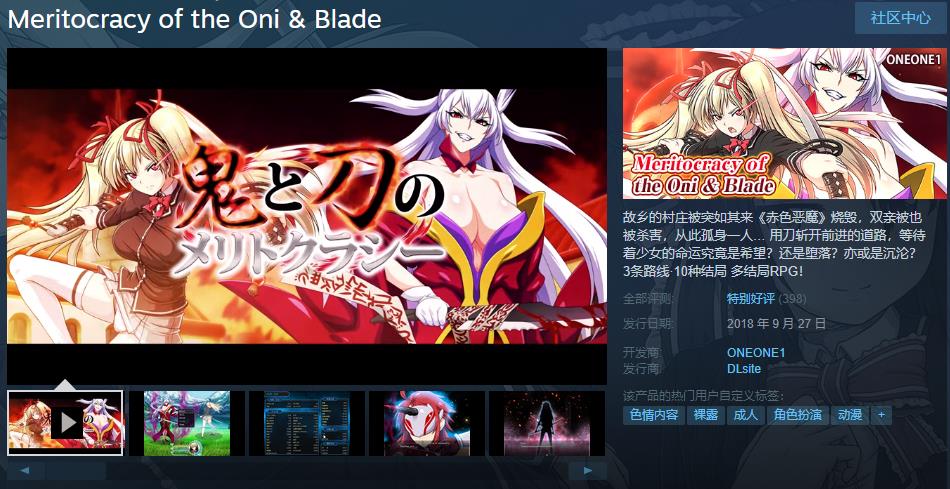 Meritocracy of the Oni & Blade
社区中心
鬼と刀の
メリトクラシー
ONEONE1
Meritocracy of
the Oni & Blade
故乡的村庄被突如其来《赤色恶魔》烧毁，双亲被也
被杀害，从此孤身一人... 用刀斩开前进的道路，等待
着少女的命运究竟是希望？还是堕落？亦或是沉沦？
3条路线 10种结局 多结局RPG！
全部评测: 特别好评 (398)
发行日期: 2018 年 9 月 27 日
开发商: ONEONE1
发行商: DLsite
该产品的热门用户自定义标签:
色情内容 裸露 成人 角色扮演 动漫 +